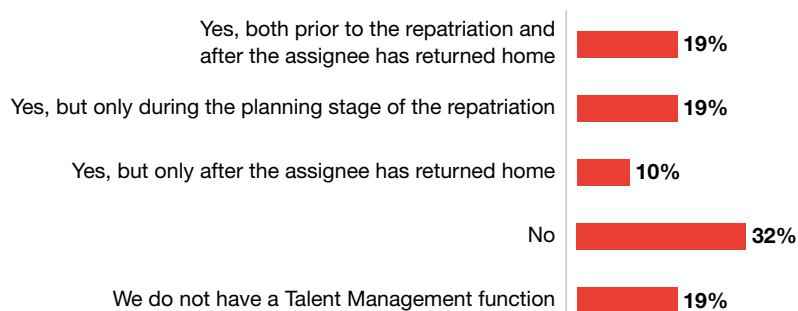 Yes, both prior to the repatriation and
after the assignee has returned home
19%
Yes, but only during the planning stage of the repatriation
19%
Yes, but only after the assignee has returned home
10%
No
32%
We do not have a Talent Management function
19%